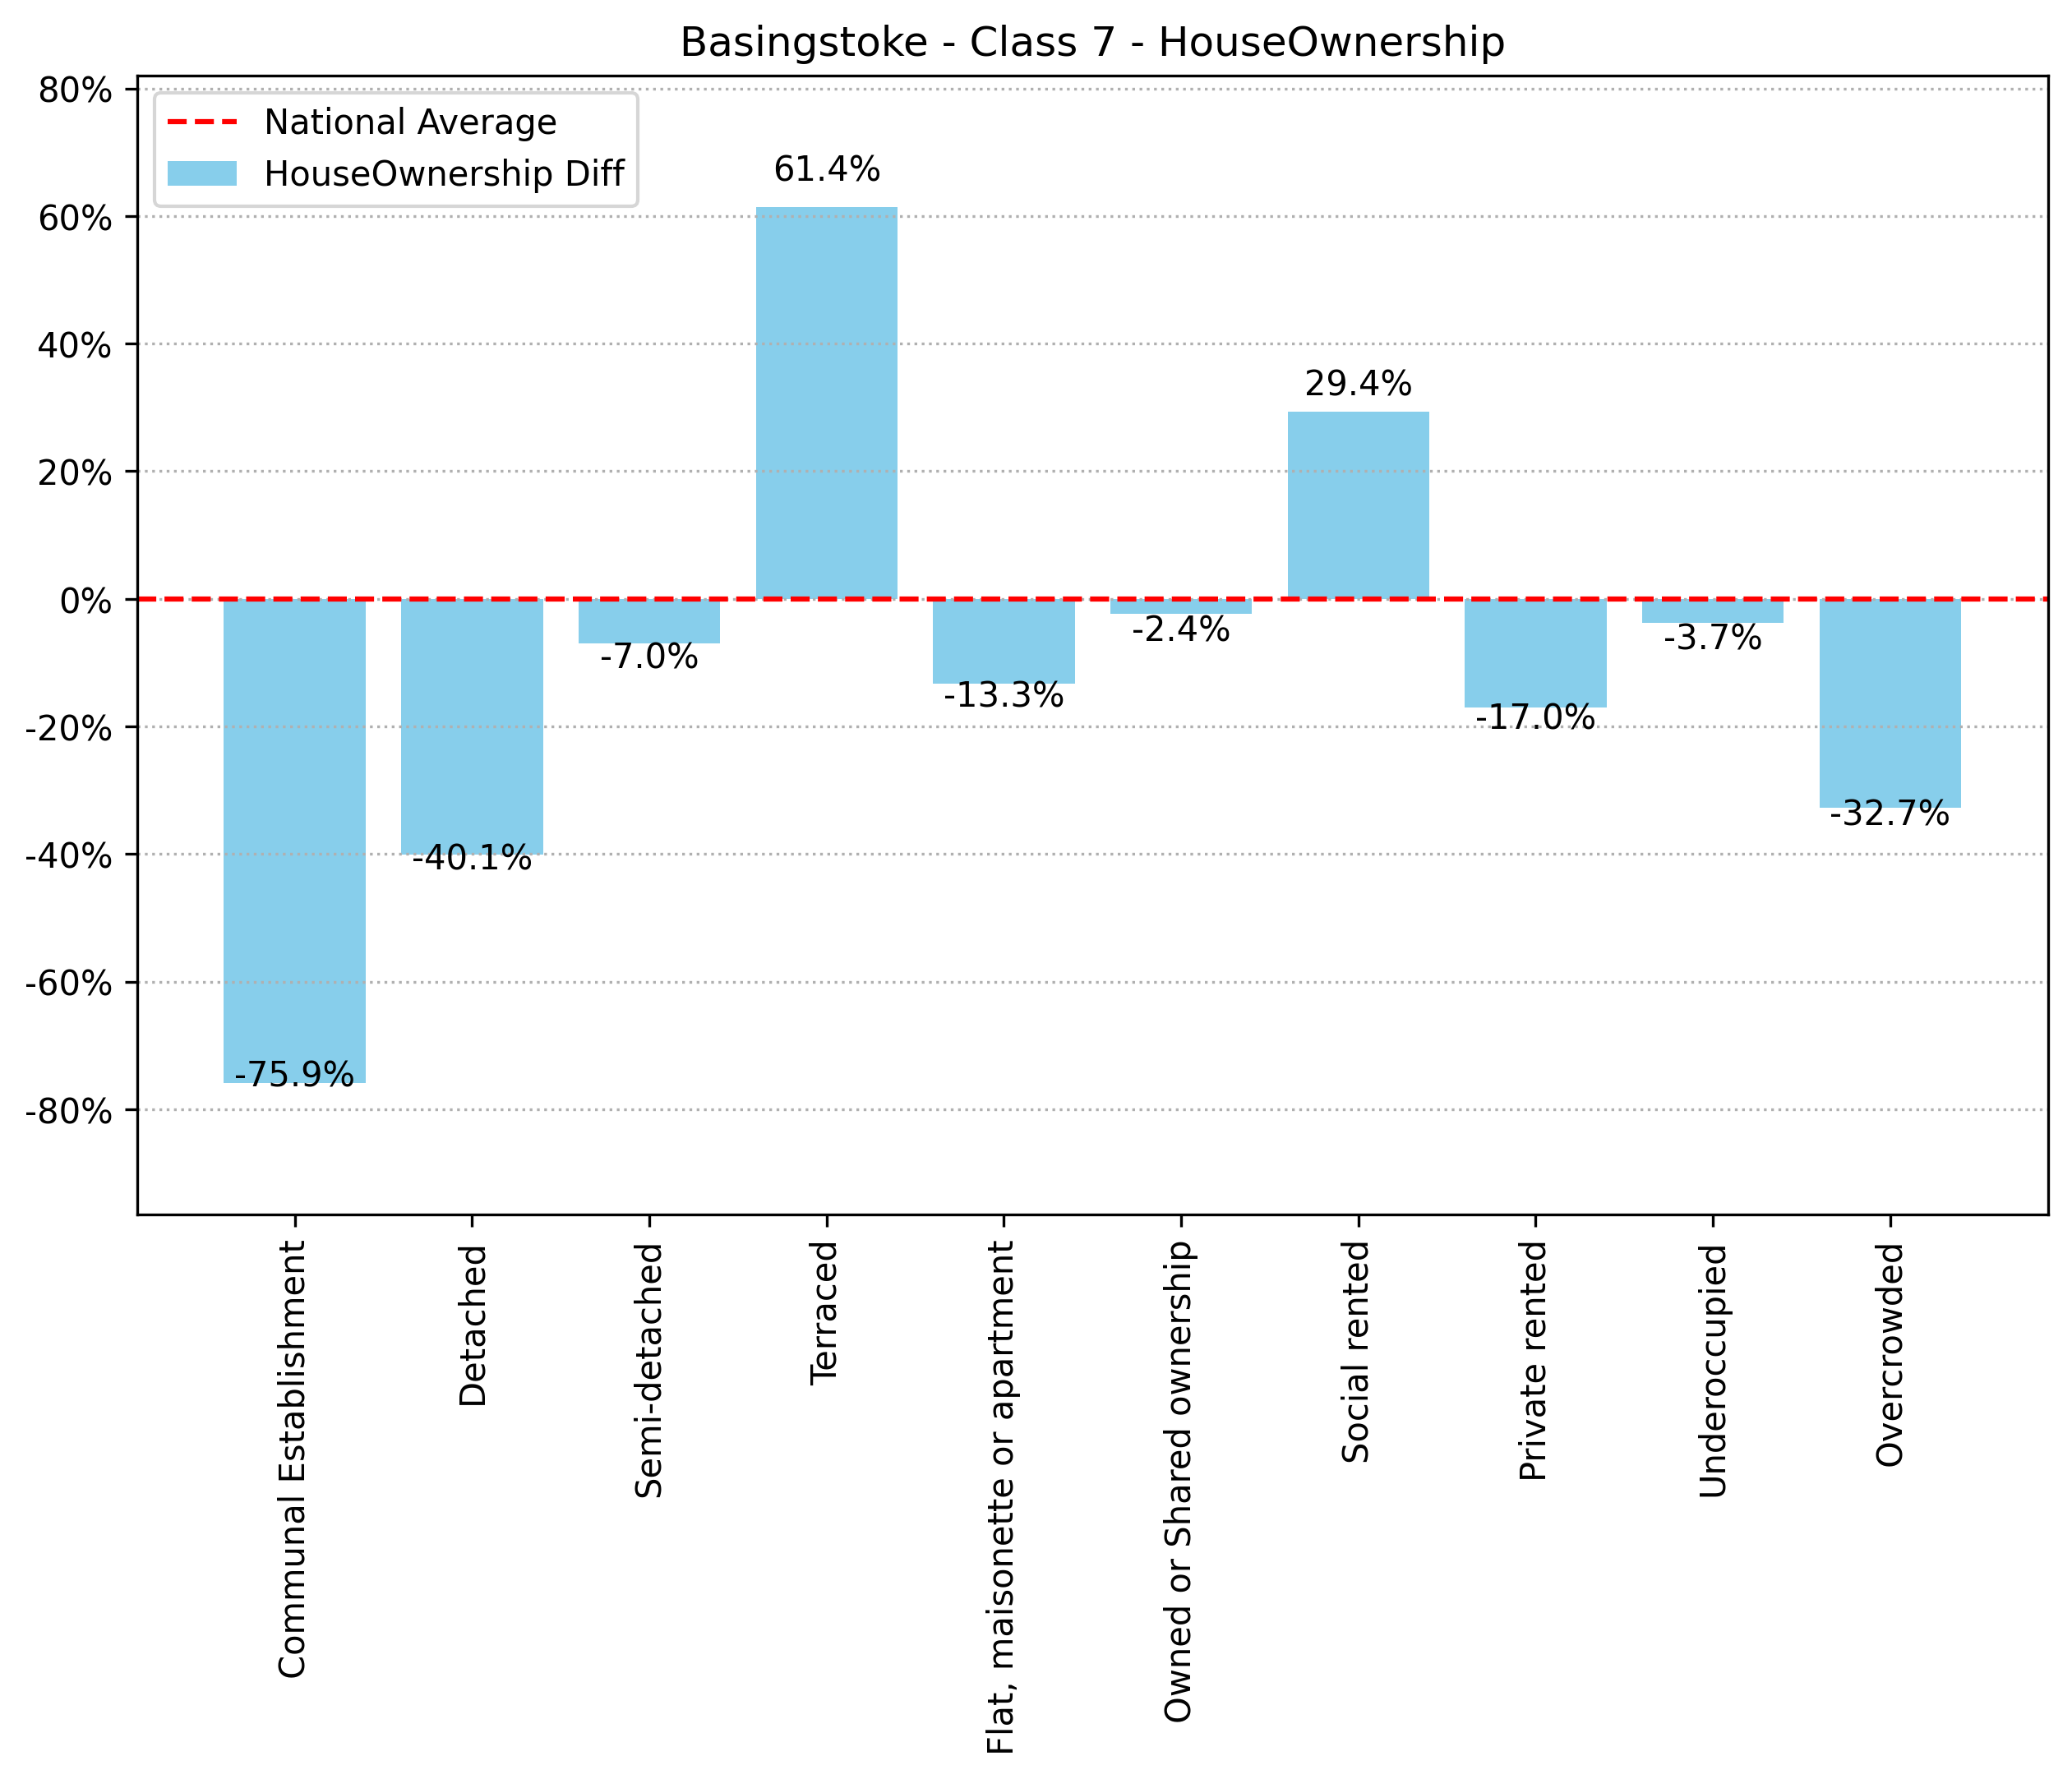 Basingstoke - Class 7 - HouseOwnership
National Average
HouseOwnership Diff
80%
60%
40%
20%
0%
-20%
-40%
-60%
-80%
-75.9%
-40.1%
-7.0%
61.4%
-13.3%
-2.4%
29.4%
-17.0%
-3.7%
-32.7%
Communal Establishment
Detached
Semi-detached
Terraced
Flat, maisonette or apartment
Owned or Shared ownership
Social rented
Private rented
Underoccupied
Overcrowded